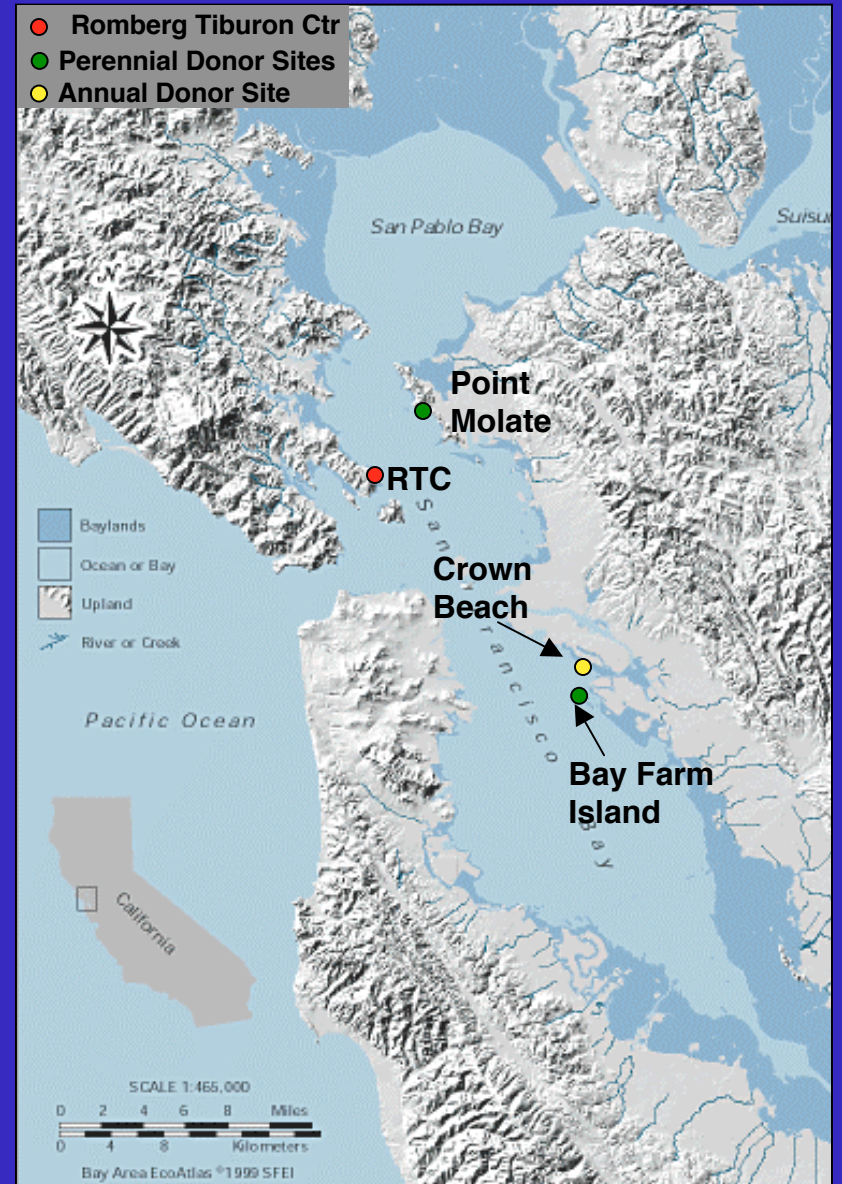 Romberg Tiburon Ctr
Perennial Donor Sites
Annual Donor Site
San Pablo Bay
Suisu
N
Point
Molate
RTC
San Francisco Bay
Baylands
Ocean or Bay
Upland
River or Creek
Crown
Beach
Pacific Ocean
Bay Farm
Island
California
SCALE 1:465,000
0 2 4 6 8 Miles
0 4 8 Kilometers
Bay Area EcoAtlas ©1999 SFEI